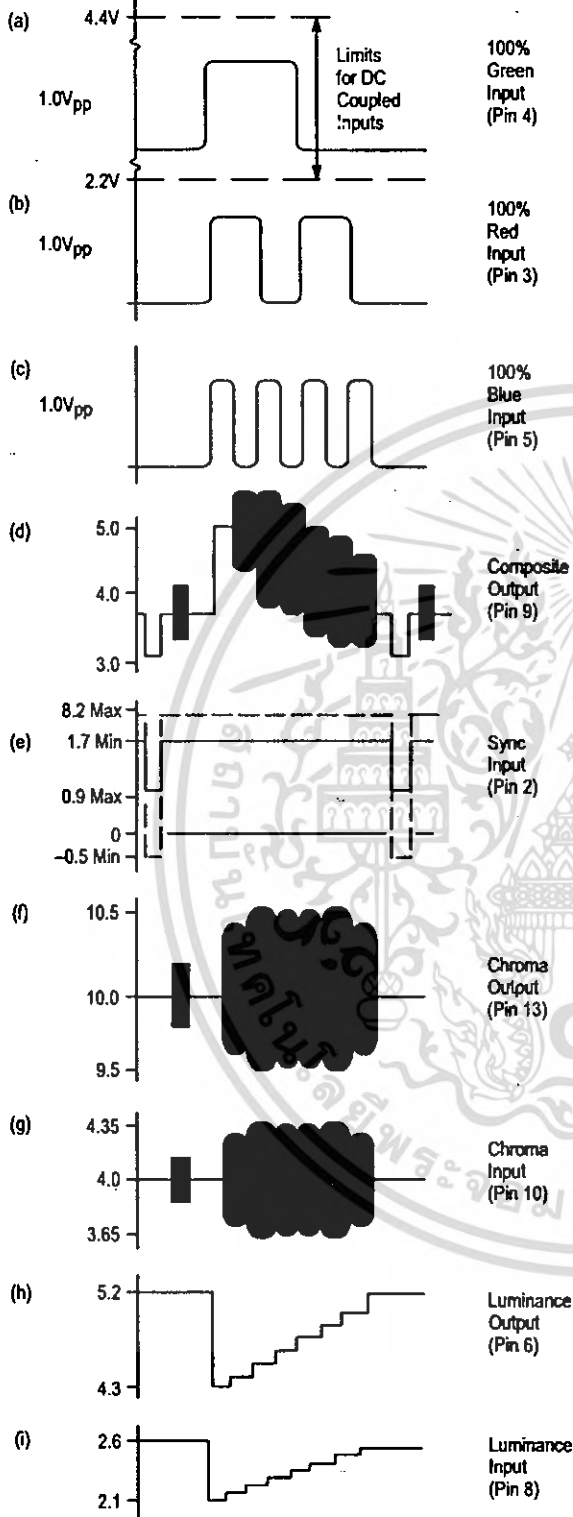 (a)
4.4V
1.0Vpp
Limits
for DC
Coupled
Inputs
100%
Green
Input
(Pin 4)
2.2V
(b)
1.0Vpp
100%
Red
Input
(Pin 3)
(c)
1.0Vpp
100%
Blue
Input
(Pin 5)
(d)
5.0
4.0
3.0
Composite
Output
(Pin 9)
(e)
8.2 Max
1.7 Min
0.9 Max
0
–0.5 Min
Sync
Input
(Pin 2)
(f)
10.5
10.0
9.5
Chroma
Output
(Pin 13)
(g)
4.35
4.0
3.65
Chroma
Input
(Pin 10)
(h)
5.2
4.3
Luminance
Output
(Pin 6)
(i)
2.6
2.1
Luminance
Input
(Pin 8)